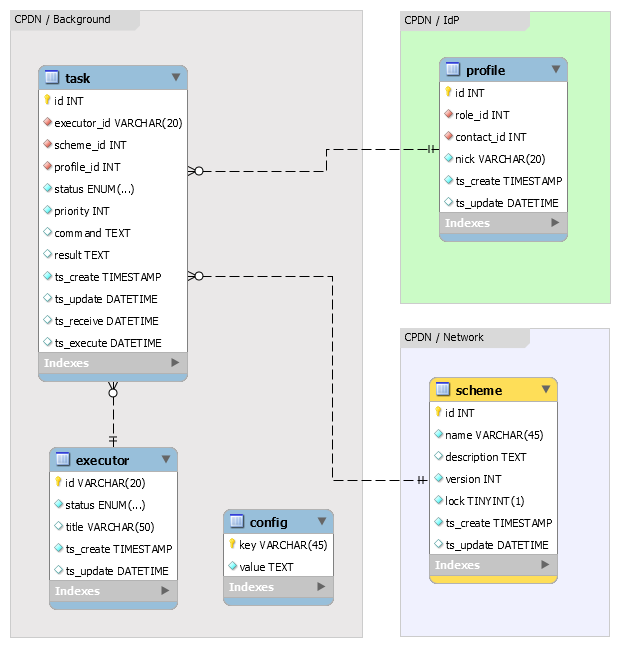 CPDN / Background
task
id INT
executor_id VARCHAR(20)
scheme_id INT
profile_id INT
status ENUM(...)
priority INT
command TEXT
result TEXT
ts_create TIMESTAMP
ts_update DATETIME
ts_receive DATETIME
ts_execute DATETIME
Indexes
executor
id VARCHAR(20)
status ENUM(...)
title VARCHAR(50)
ts_create TIMESTAMP
ts_update DATETIME
Indexes
config
key VARCHAR(45)
value TEXT
Indexes
CPDN / IdP
profile
id INT
role_id INT
contact_id INT
nick VARCHAR(20)
ts_create TIMESTAMP
ts_update DATETIME
Indexes
CPDN / Network
scheme
id INT
name VARCHAR(45)
description TEXT
version INT
lock TINYINT(1)
ts_create TIMESTAMP
ts_update DATETIME
Indexes